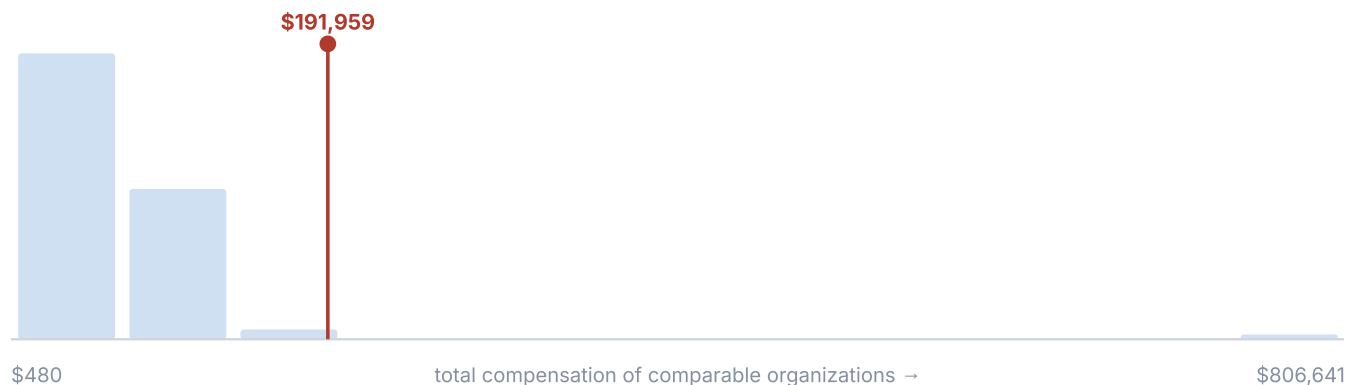 $191,959
$480 total compensation of comparable organizations → $806,641